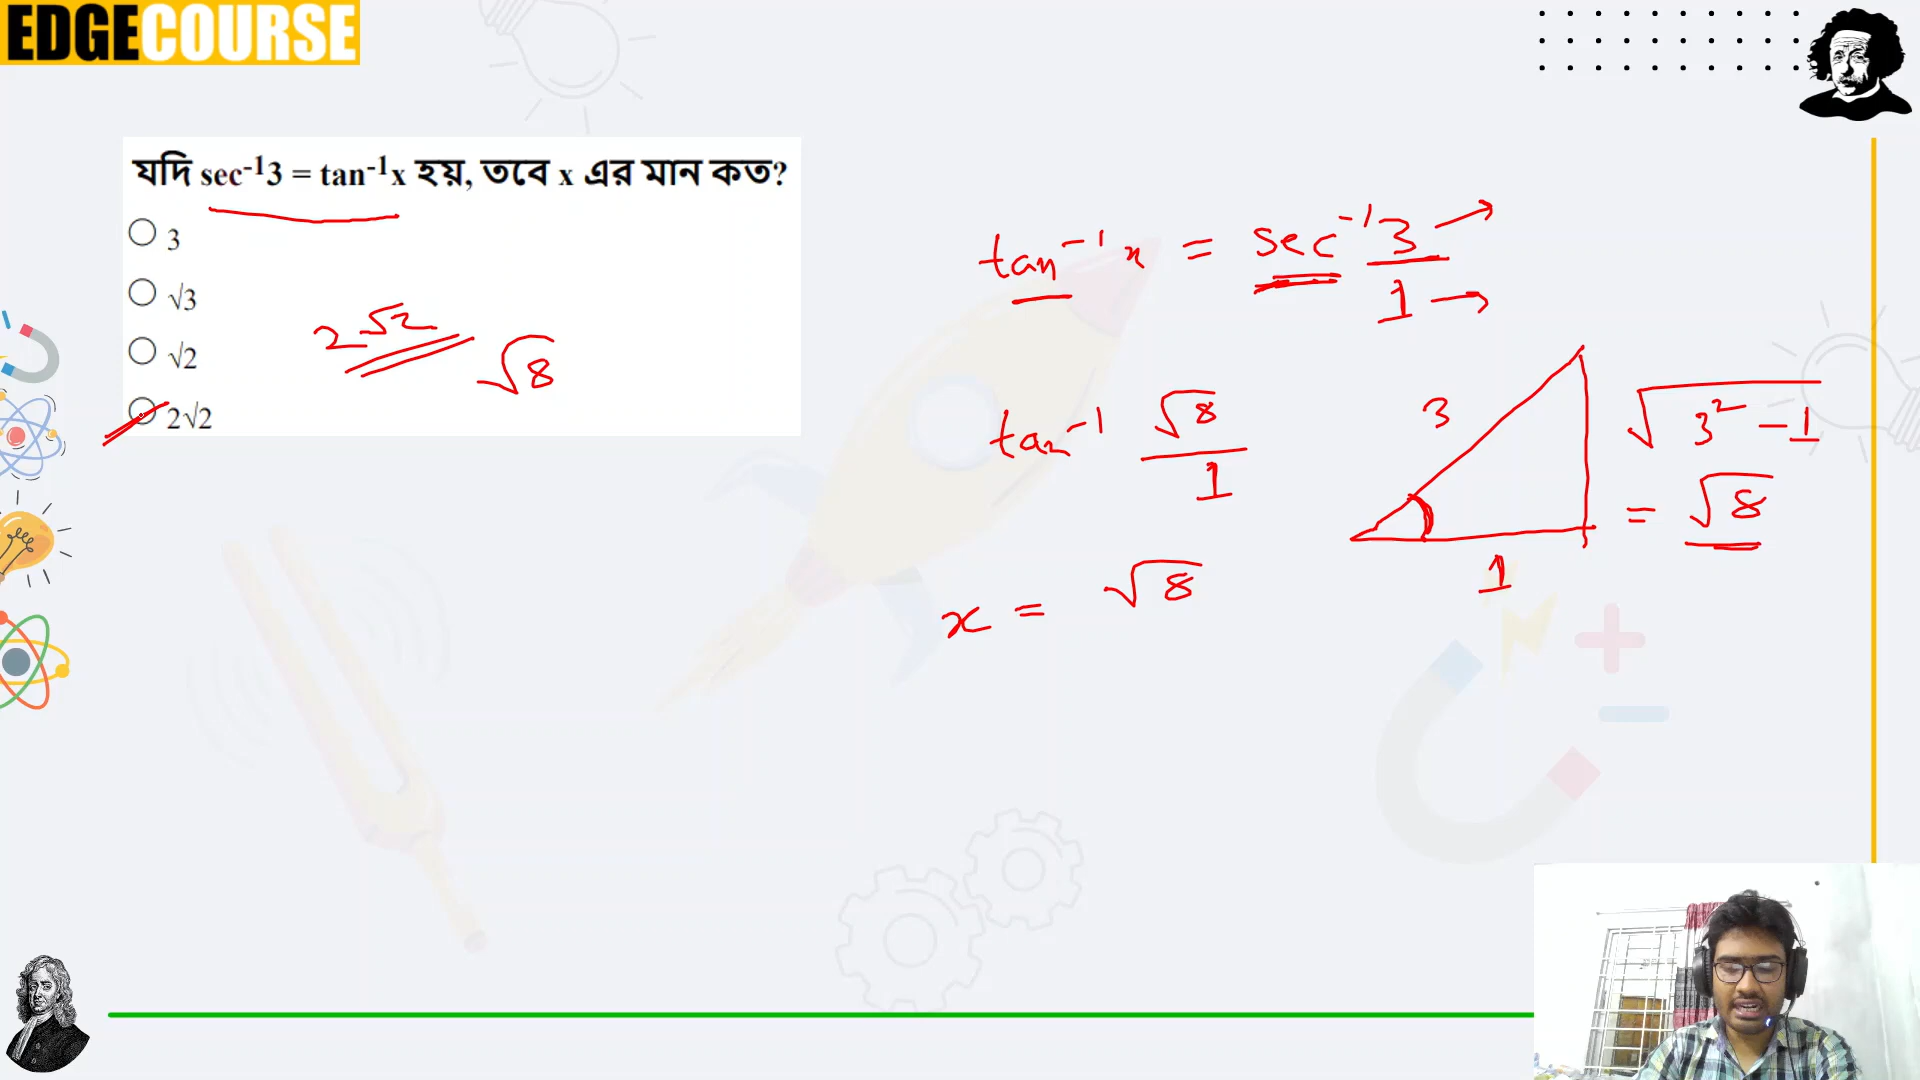 EDGECOURSE
যদি sec⁻¹3 = tan⁻¹x হয়, তবে x এর মান কত?
3
√3
√2
2√2
2√2
√8
tan⁻¹ x = sec⁻¹ 3/1
tan⁻¹ √8/1
x = √8
3
1
√3² - 1
= √8